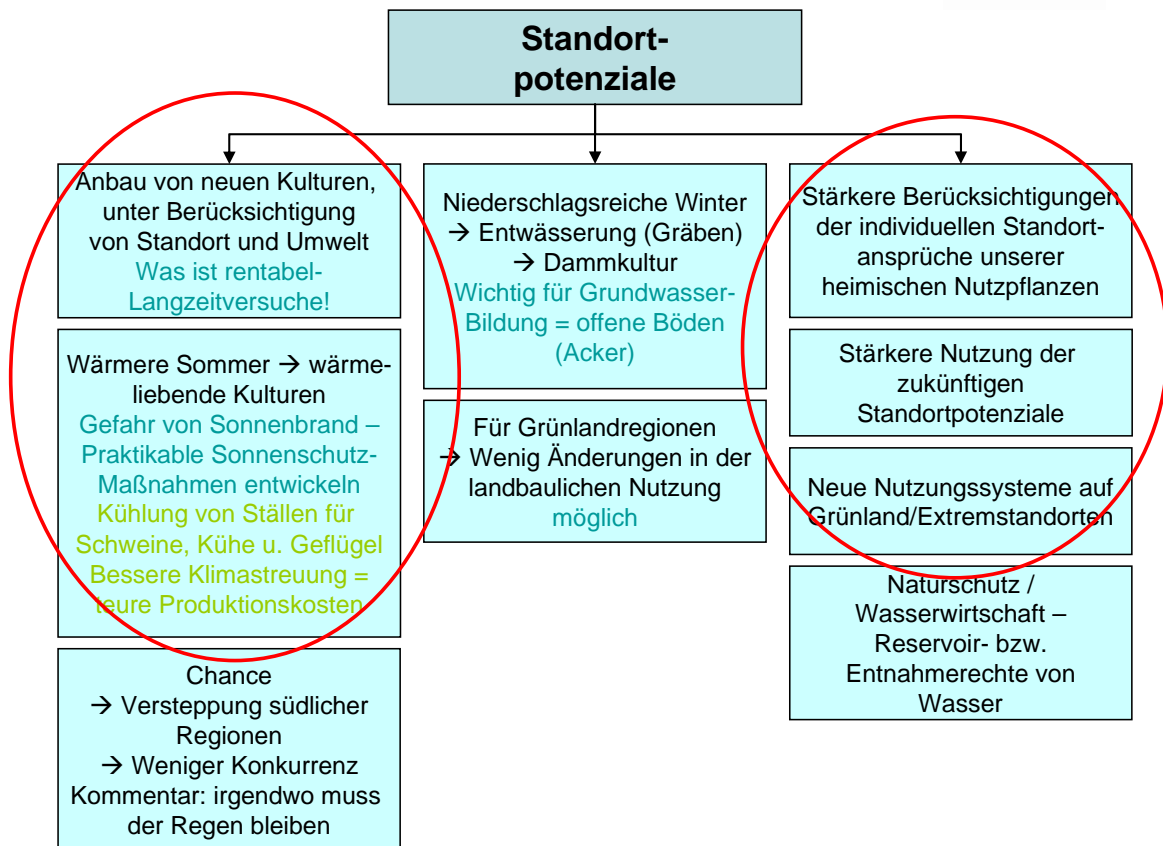 Standort-
potenziale
Anbau von neuen Kulturen,
unter Berücksichtigung
von Standort und Umwelt
Was ist rentabel-
Langzeitversuche!
Wärmere Sommer → wärme-
liebende Kulturen
Gefahr von Sonnenbrand –
Praktikable Sonnenschutz-
Maßnahmen entwickeln
Kühlung von Ställen für
Schweine, Kühe u. Geflügel
Bessere Klimastreuung =
teure Produktionskosten
Chance
→ Versteppung südlicher
Regionen
→ Weniger Konkurrenz
Kommentar: irgendwo muss
der Regen bleiben
Niederschlagsreiche Winter
→ Entwässerung (Gräben)
→ Dammkultur
Wichtig für Grundwasser-
Bildung = offene Böden
(Acker)
Für Grünlandregionen
→ Wenig Änderungen in der
landbaulichen Nutzung
möglich
Stärkere Berücksichtigungen
der individuellen Standort-
ansprüche unserer
heimischen Nutzpflanzen
Stärkere Nutzung der
zukünftigen
Standortpotenziale
Neue Nutzungssysteme auf
Grünland/Extremstandorten
Naturschutz /
Wasserwirtschaft –
Reservoir- bzw.
Entnahmerechte von
Wasser